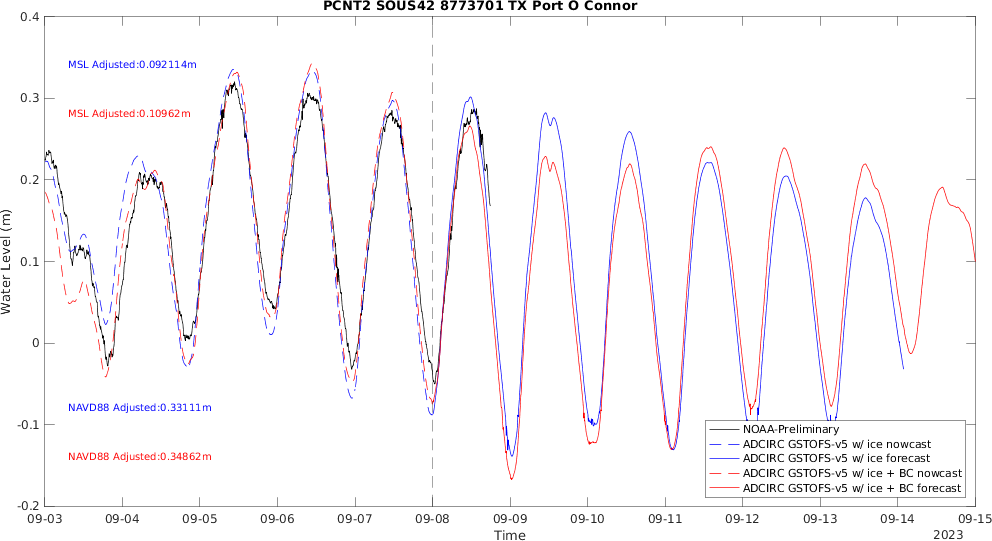 PCNT2 SOUS42 8773701 TX Port O Connor
0.4
0.3
0.2
0.1
0
-0.1
-0.2
Water Level (m)
MSL Adjusted:0.092114m
MSL Adjusted:0.10962m
NAVD88 Adjusted:0.33111m
NAVD88 Adjusted:0.34862m
NOAA-Preliminary
ADCIRC GSTOFS-v5 w/ ice nowcast
ADCIRC GSTOFS-v5 w/ ice forecast
ADCIRC GSTOFS-v5 w/ ice + BC nowcast
ADCIRC GSTOFS-v5 w/ ice + BC forecast
09-03 09-04 09-05 09-06 09-07 09-08 09-09 09-10 09-11 09-12 09-13 09-14 09-15
Time
2023